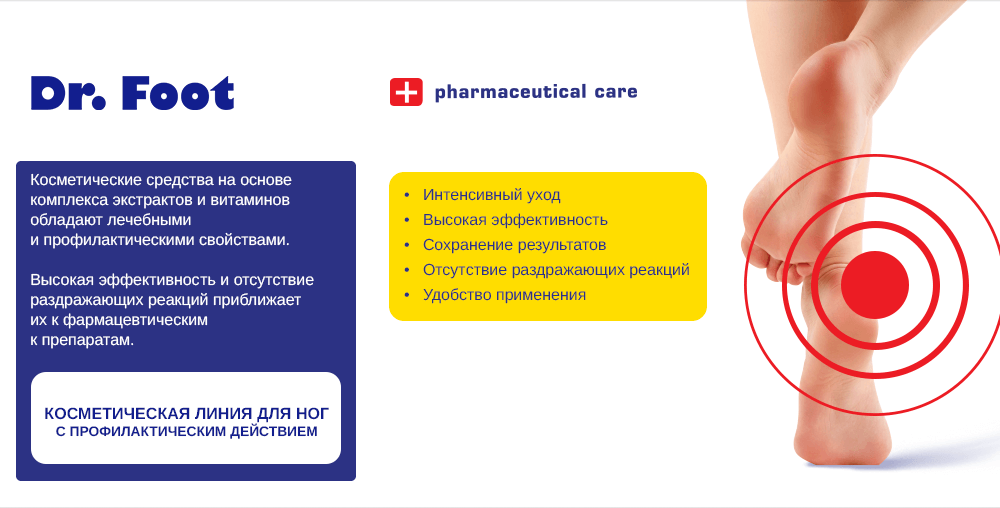 Dr. Foot
pharmaceutical care
Косметические средства на основе
комплекса экстрактов и витаминов
обладают лечебными
и профилактическими свойствами.
Высокая эффективность и отсутствие
раздражающих реакций приближает
их к фармацевтическим
к препаратам.
КОСМЕТИЧЕСКАЯ ЛИНИЯ ДЛЯ НОГ
С ПРОФИЛАКТИЧЕСКИМ ДЕЙСТВИЕМ
• Интенсивный уход
• Высокая эффективность
• Сохранение результатов
• Отсутствие раздражающих реакций
• Удобство применения